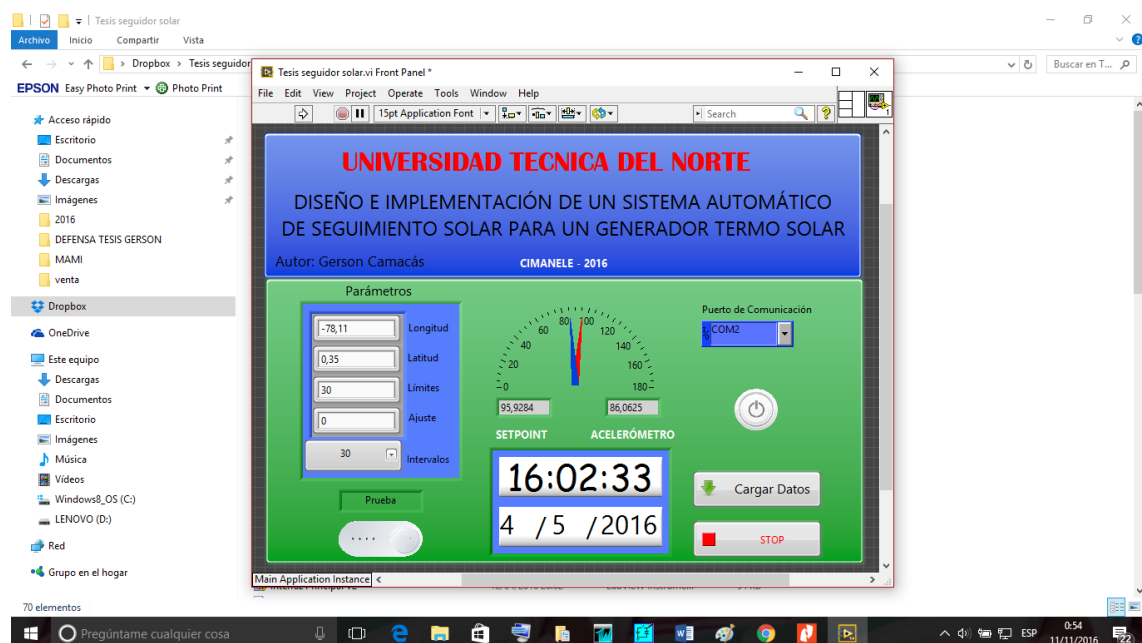 Tesis seguidor solar
Archivo Inicio Compartir Vista
Dropbox > Tesis seguidor
Buscar en T...
EPSON Easy Photo Print Photo Print
Acceso rápido
Escritorio
Documentos
Descargas
Imágenes
2016
DEFENSA TESIS GERSON
MAMI
venta
Dropbox
OneDrive
Este equipo
Descargas
Documentos
Escritorio
Imágenes
Música
Vídeos
Windows8_OS (C:)
LENOVO (D:)
Red
Grupo en el hogar
70 elementos
Tesis seguidor solar.vi Front Panel *
File Edit View Project Operate Tools Window Help
15pt Application Font
Search
1
UNIVERSIDAD TECNICA DEL NORTE
DISEÑO E IMPLEMENTACIÓN DE UN SISTEMA AUTOMÁTICO
DE SEGUIMIENTO SOLAR PARA UN GENERADOR TERMO SOLAR
Autor: Gerson Camacás
CIMANELE - 2016
Parámetros
-78,11 Longitud
0,35 Latitud
30 Límites
0 Ajuste
30 Intervalos
Prueba
0 20 40 60 80 100 120 140 160 180
95,9284 86,0625
SETPOINT ACELERÓMETRO
16:02:33
4 / 5 / 2016
Puerto de Comunicación
COM2
Cargar Datos
STOP
Main Application Instance
Pregúntame cualquier cosa
ESP
0:54
11/11/2016
22